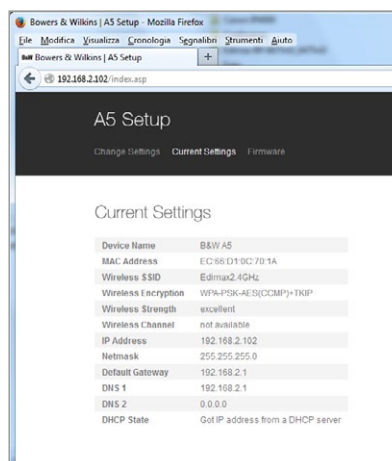 Bowers & Wilkins | A5 Setup - Mozilla Firefox
File Modifica Visualizza Cronologia Segnalibri Strumenti Aiuto
B&W Bowers & Wilkins | A5 Setup +
192.168.2.102/index.asp
A5 Setup
Change Settings Current Settings Firmware
Current Settings
Device Name B&W A5
MAC Address EC:66:D1:0C:70:1A
Wireless SSID Edimax2.4GHz
Wireless Encryption WPA-PSK-AES(CCMP)+TKIP
Wireless Strength excellent
Wireless Channel not available
IP Address 192.168.2.102
Netmask 255.255.255.0
Default Gateway 192.168.2.1
DNS 1 192.168.2.1
DNS 2 0.0.0.0
DHCP State Got IP address from a DHCP server